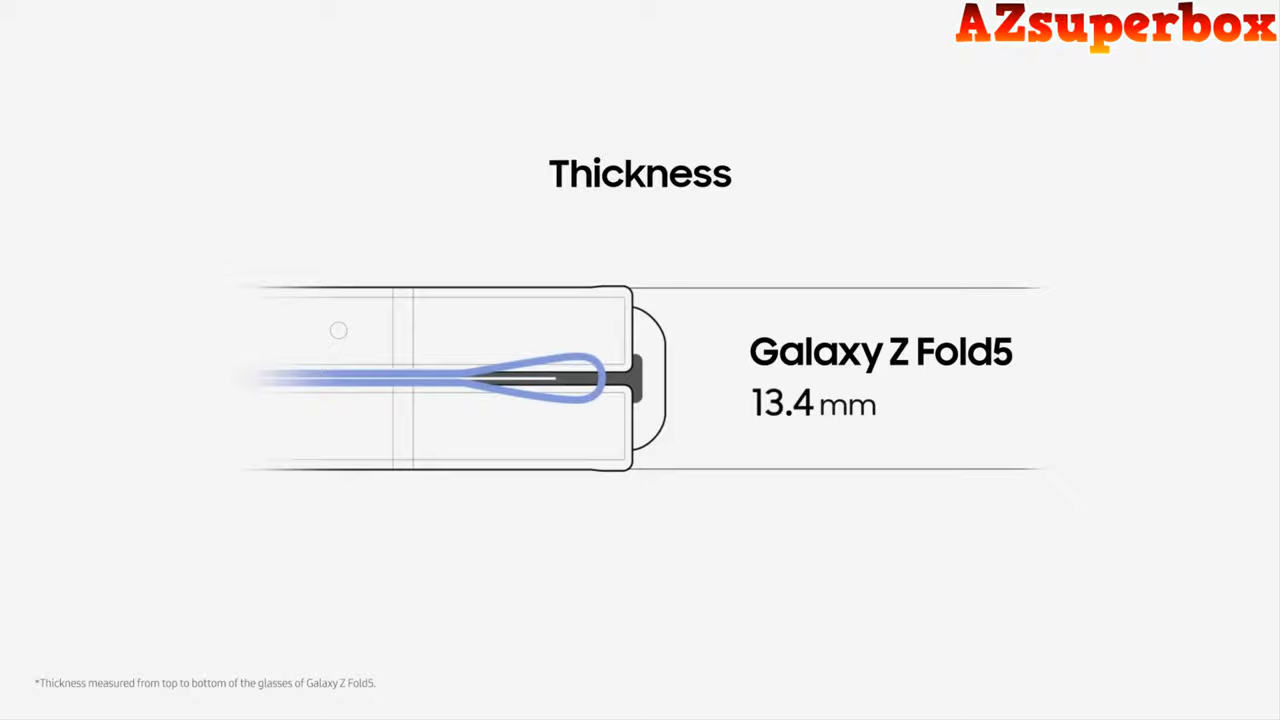 AZsuperbox
Thickness
Galaxy Z Fold5
13.4 mm
*Thickness measured from top to bottom of the glasses of Galaxy Z Fold5.